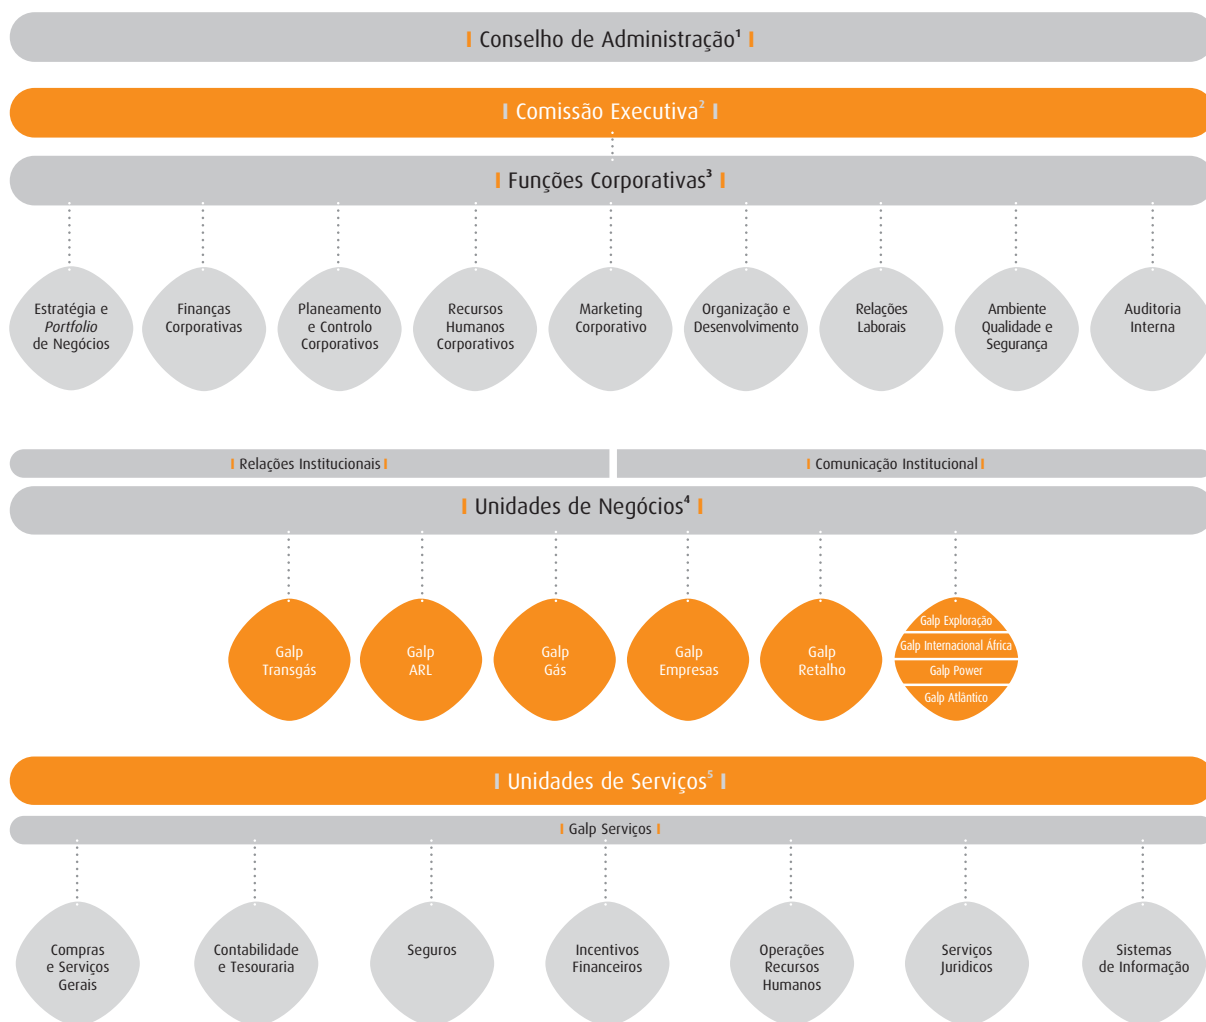 Conselho de Administração¹
Comissão Executiva²
Funções Corporativas³
Estratégia e
Portfolio
de Negócios
Finanças
Corporativas
Planeamento
e Controlo
Corporativos
Recursos
Humanos
Corporativos
Marketing
Corporativo
Organização e
Desenvolvimento
Relações
Laborais
Ambiente
Qualidade e
Segurança
Auditoria
Interna
Relações Institucionais
Comunicação Institucional
Unidades de Negócios⁴
Galp
Transgás
Galp
ARL
Galp
Gás
Galp
Empresas
Galp
Retalho
Galp Exploração
Galp Internacional África
Galp Power
Galp Atlântico
Unidades de Serviços⁵
Galp Serviços
Compras
e Serviços
Gerais
Contabilidade
e Tesouraria
Seguros
Incentivos
Financeiros
Operações
Recursos
Humanos
Serviços
Juridicos
Sistemas
de Informação